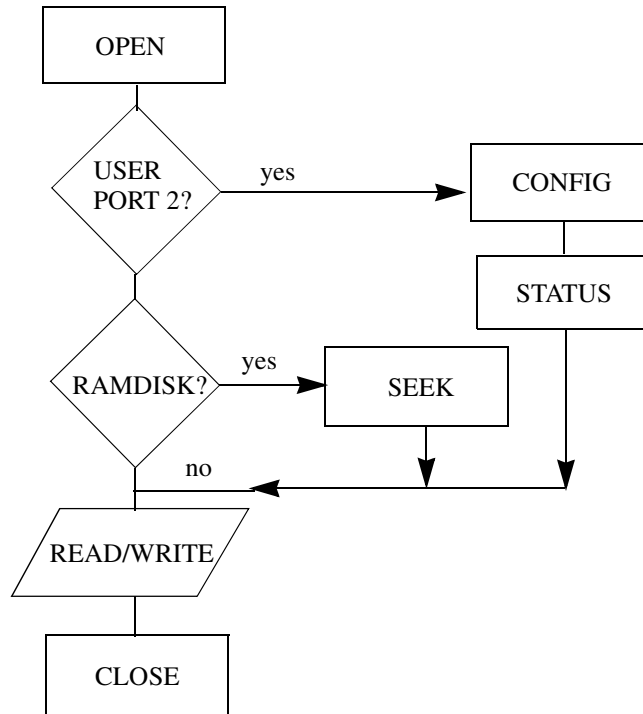 OPEN
USER
PORT 2?
yes
CONFIG
STATUS
RAMDISK?
yes
SEEK
no
READ/WRITE
CLOSE